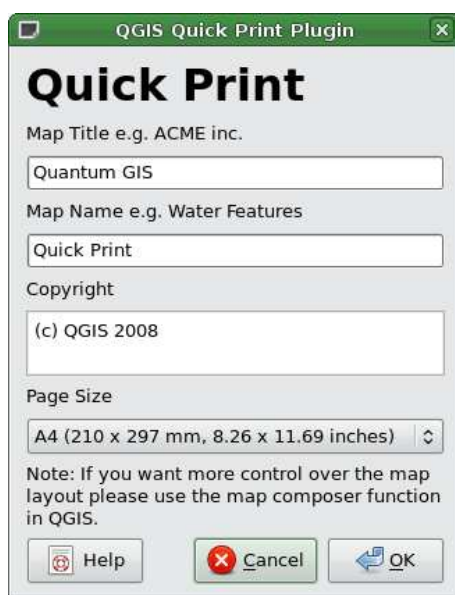 QGIS Quick Print Plugin
Quick Print
Map Title e.g. ACME inc.
Quantum GIS
Map Name e.g. Water Features
Quick Print
Copyright
(c) QGIS 2008
Page Size
A4 (210 x 297 mm, 8.26 x 11.69 inches)
Note: If you want more control over the map
layout please use the map composer function
in QGIS.
Help Cancel OK